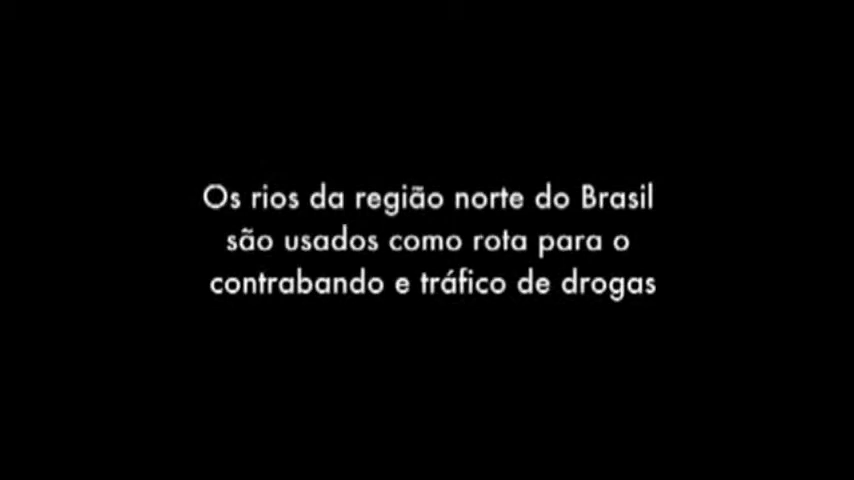 Os rios da região norte do Brasil
são usados como rota para o
contrabando e tráfico de drogas